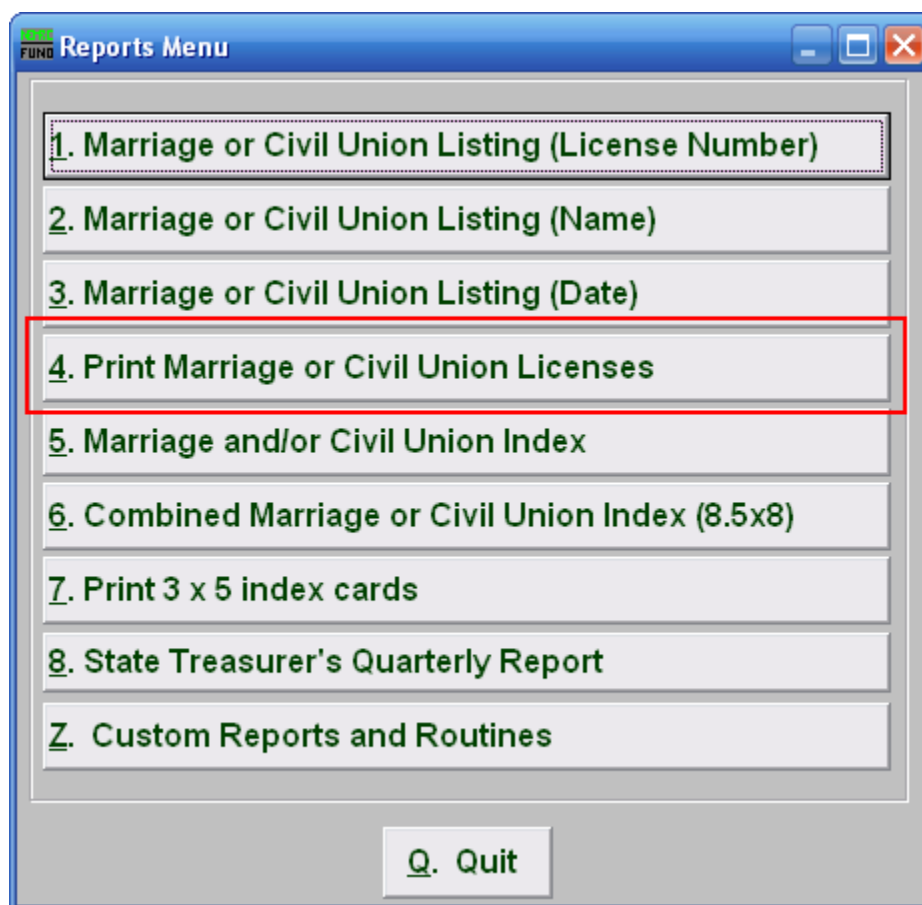 FUND Reports Menu
1. Marriage or Civil Union Listing (License Number)
2. Marriage or Civil Union Listing (Name)
3. Marriage or Civil Union Listing (Date)
4. Print Marriage or Civil Union Licenses
5. Marriage and/or Civil Union Index
6. Combined Marriage or Civil Union Index (8.5x8)
7. Print 3 x 5 index cards
8. State Treasurer's Quarterly Report
Z. Custom Reports and Routines
Q. Quit